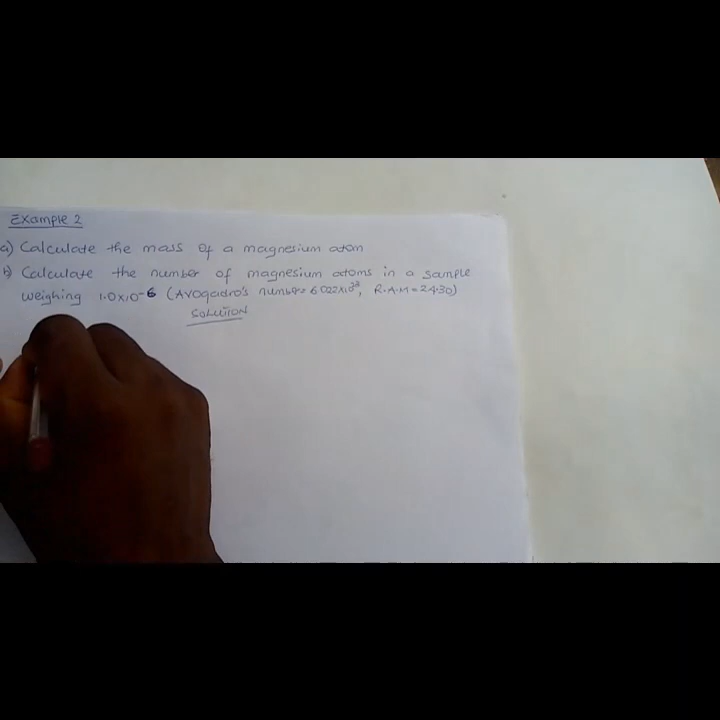 Example 2
a) Calculate the mass of a magnesium atom
b) Calculate the number of magnesium atoms in a sample
weighing 1.0x10⁻⁶ (Avogadro's number= 6.022x10²³, R.A.M = 24.30)
SOLUTION